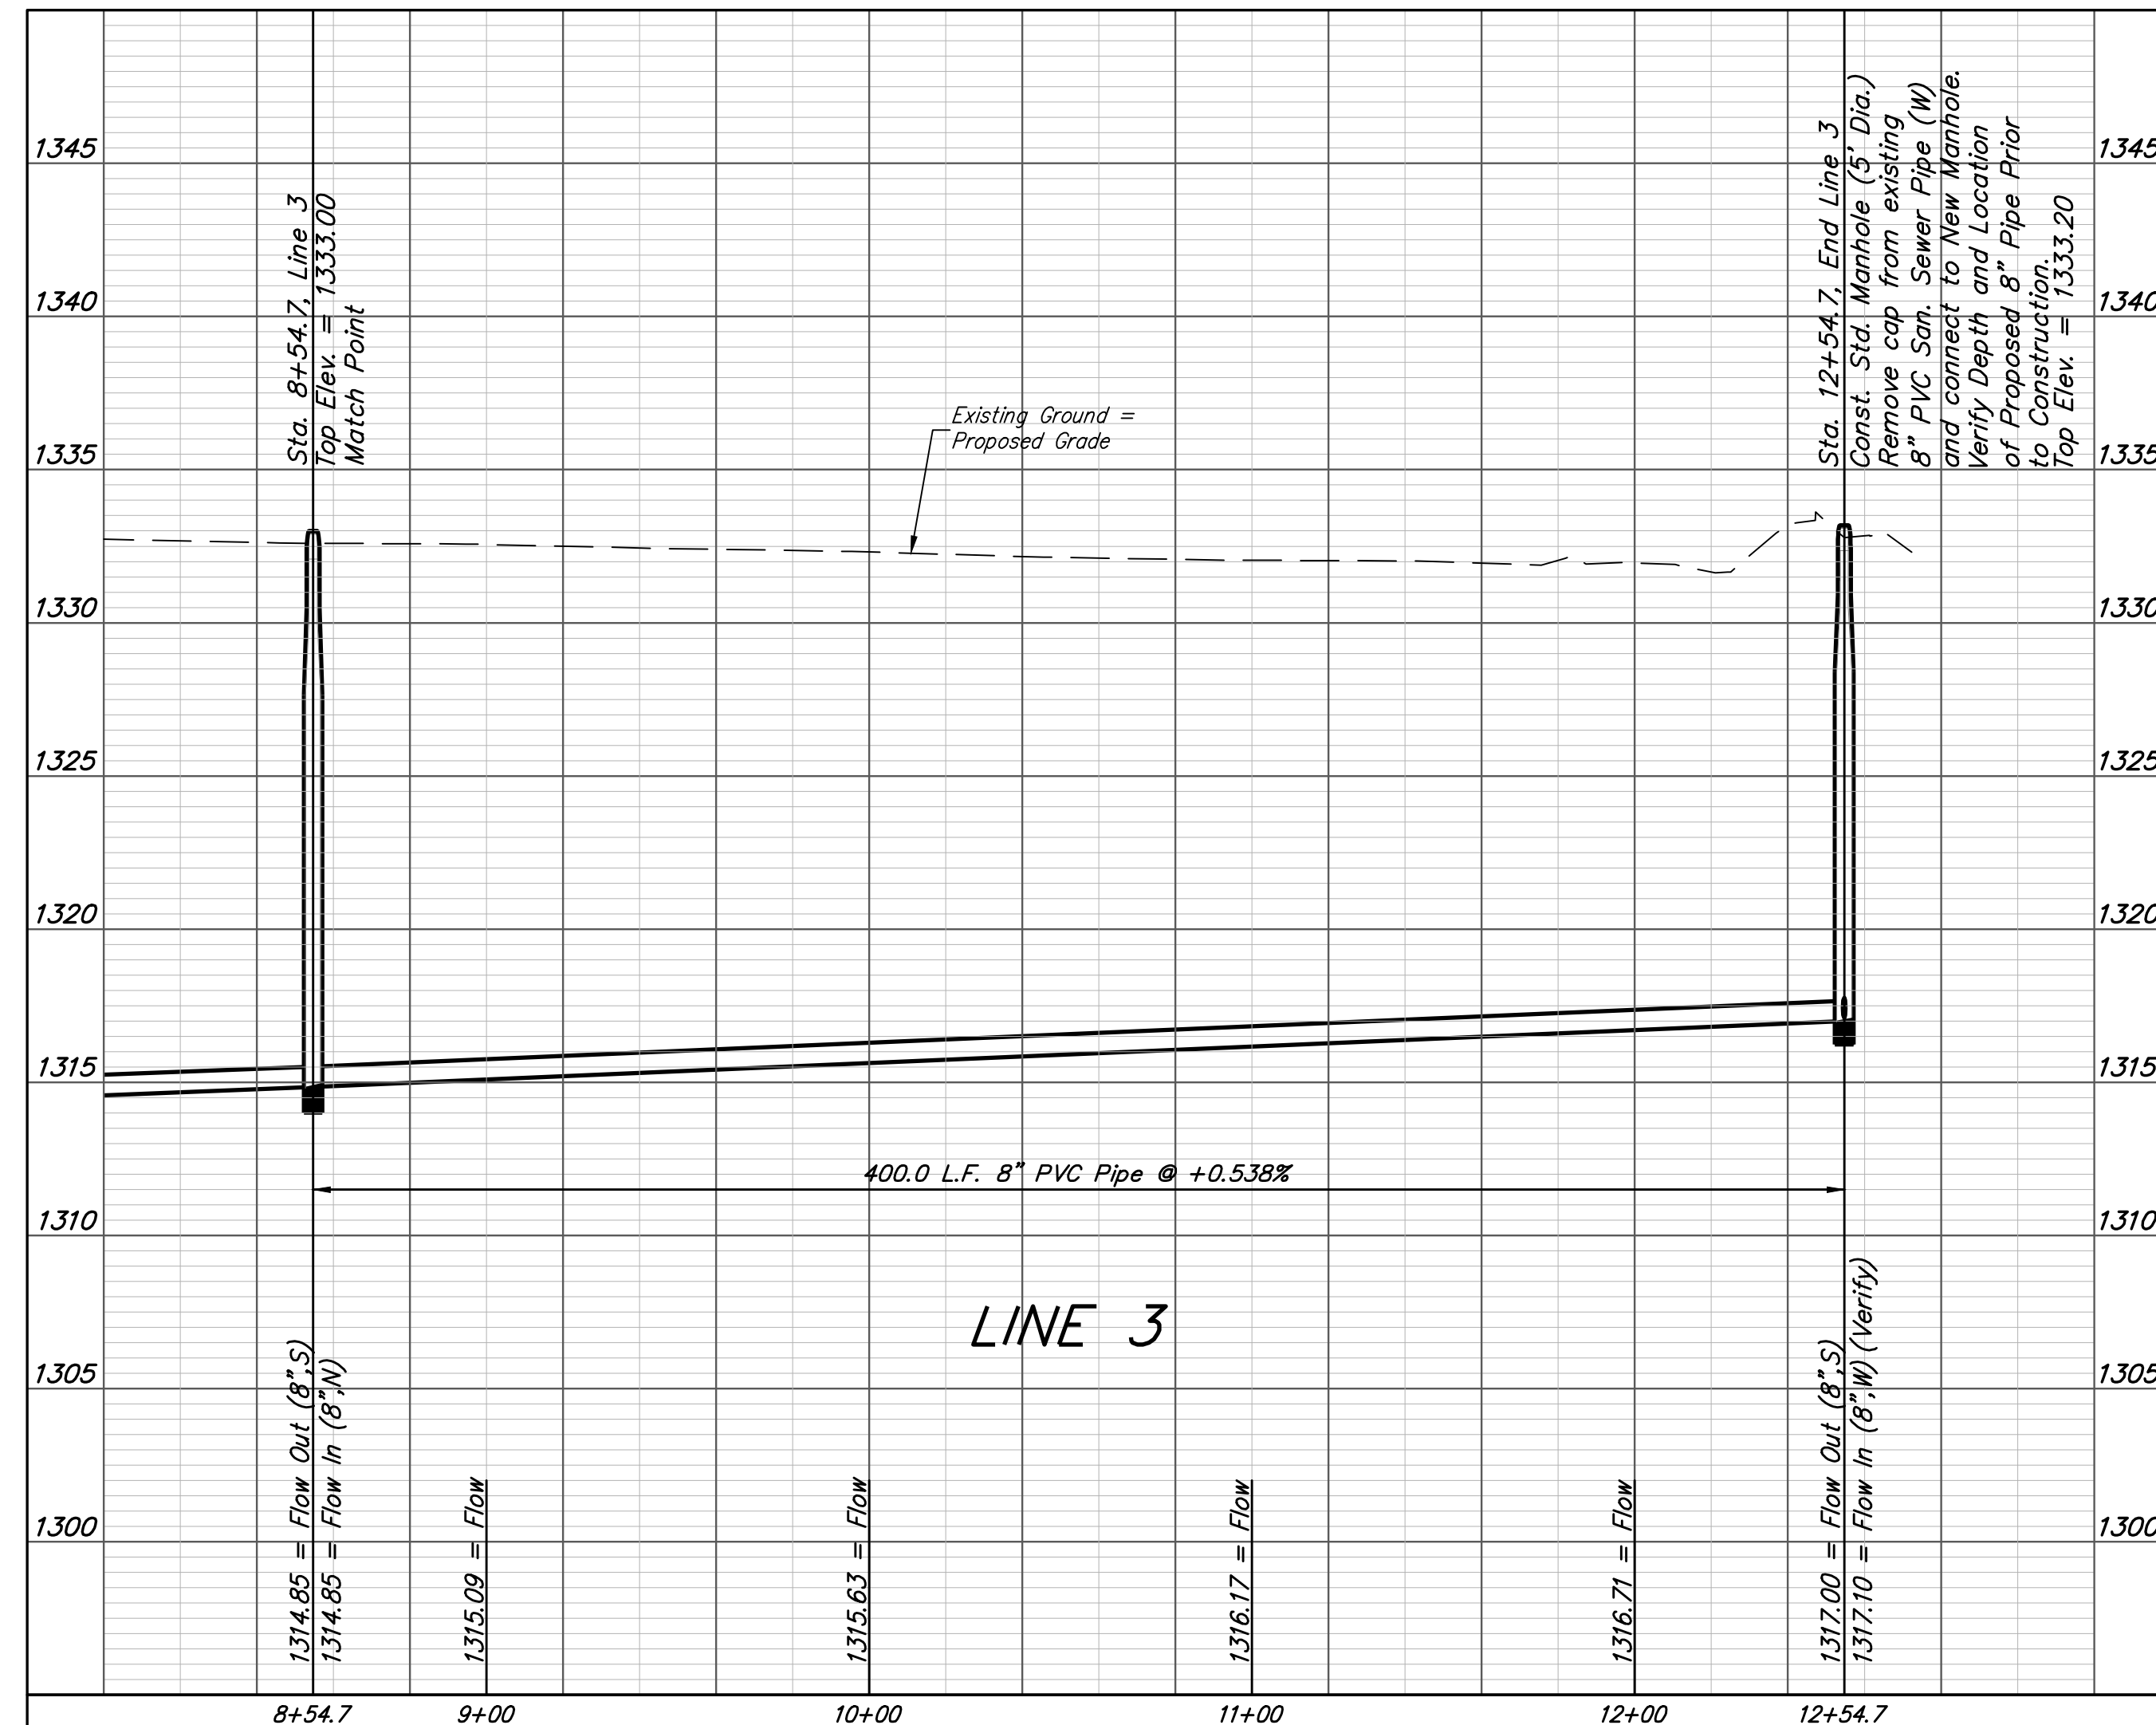 Sta. 8+54.7, Line 3
Top Elev. = 1333.00
Match Point
Sta. 12+54.7, End Line 3
Const. Std. Manhole (5' Dia.)
Remove cap from existing
8" PVC San. Sewer Pipe (W)
and connect to New Manhole.
Verify Depth and Location
of Proposed 8" Pipe Prior
to Construction.
Top Elev. = 1333.20
1345
1345
1340
1340
Existing Ground =
Proposed Grade
1335
1335
1330
1330
1325
1325
1320
1320
1315
1315
400.0 L.F. 8" PVC Pipe @ +0.538%
1310
1310
LINE 3
1305
1305
1300
1300
1314.85 = Flow Out (8",S)
1314.85 = Flow In (8",N)
1315.09 = Flow
1315.63 = Flow
1316.17 = Flow
1316.71 = Flow
1317.00 = Flow Out (8",S)
1317.10 = Flow In (8",W) (Verify)
8+54.7
9+00
10+00
11+00
12+00
12+54.7